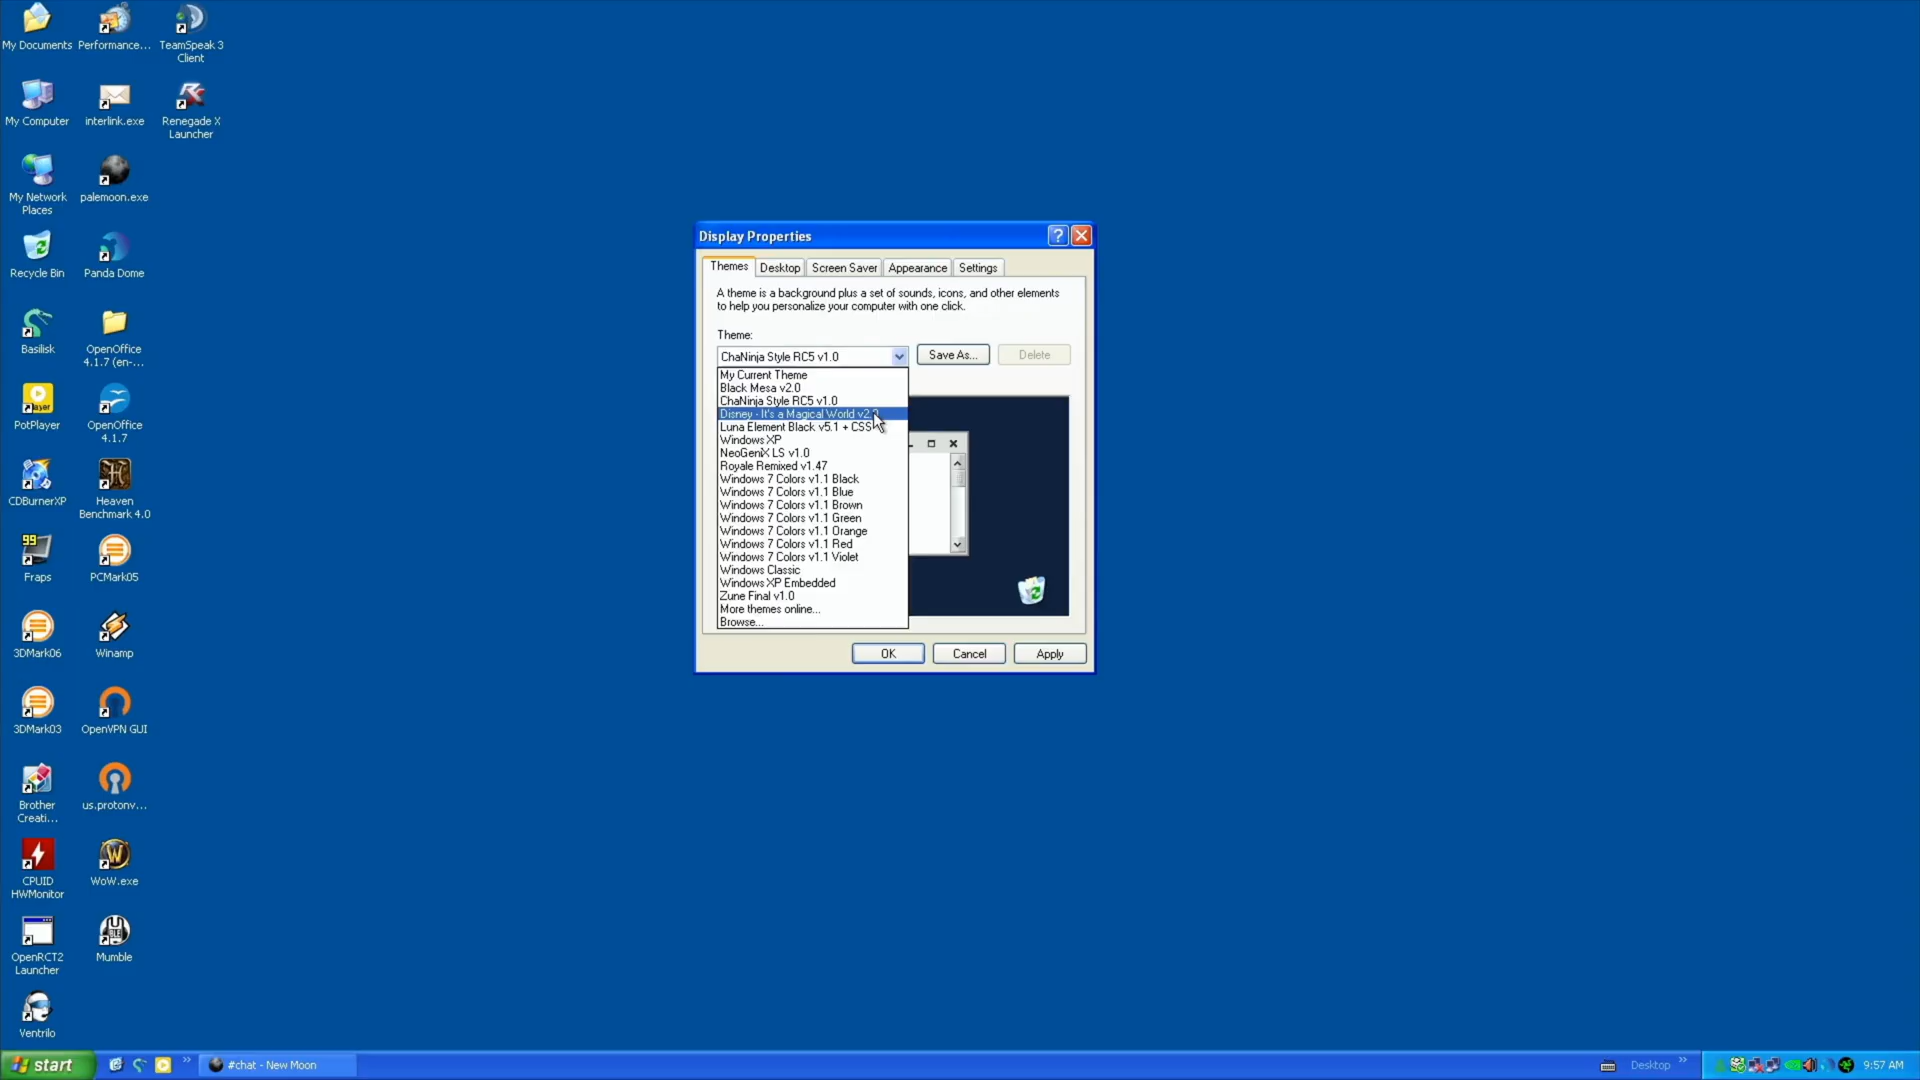 My Documents
Performance...
TeamSpeak 3
Client
My Computer
interlink.exe
Renegade X
Launcher
My Network
Places
palemoon.exe
Recycle Bin
Panda Dome
Basilisk
OpenOffice
4.1.7 (en-...
PotPlayer
OpenOffice
4.1.7
CDBurnerXP
Heaven
Benchmark 4.0
99
Fraps
PCMark05
3DMark06
Winamp
3DMark03
OpenVPN GUI
Brother
Creati...
us.protonv...
CPUID
HWMonitor
WoW.exe
OpenRCT2
Launcher
Mumble
Ventrilo
Display Properties
Themes
Desktop
Screen Saver
Appearance
Settings
A theme is a background plus a set of sounds, icons, and other elements
to help you personalize your computer with one click.
Theme:
ChaNinja Style RC5 v1.0
Save As...
Delete
My Current Theme
Black Mesa v2.0
ChaNinja Style RC5 v1.0
Disney - It's a Magical World v2.0
Luna Element Black v5.1 + CSS
Windows XP
NeoGeniX LS v1.0
Royale Remixed v1.47
Windows 7 Colors v1.1 Black
Windows 7 Colors v1.1 Blue
Windows 7 Colors v1.1 Brown
Windows 7 Colors v1.1 Green
Windows 7 Colors v1.1 Orange
Windows 7 Colors v1.1 Red
Windows 7 Colors v1.1 Violet
Windows Classic
Windows XP Embedded
Zune Final v1.0
More themes online...
Browse...
OK
Cancel
Apply
start
#chat - New Moon
Desktop
9:57 AM